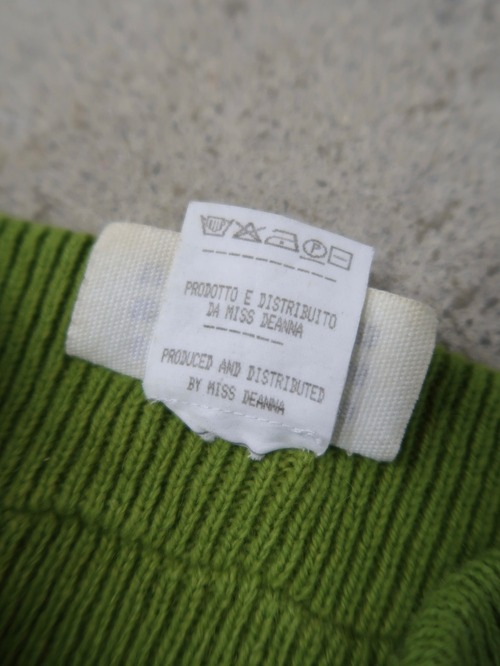 PRODOTTO E DISTRIBUITO
DA MISS DEANNA
PRODUCED AND DISTRIBUTED
BY MISS DEANNA